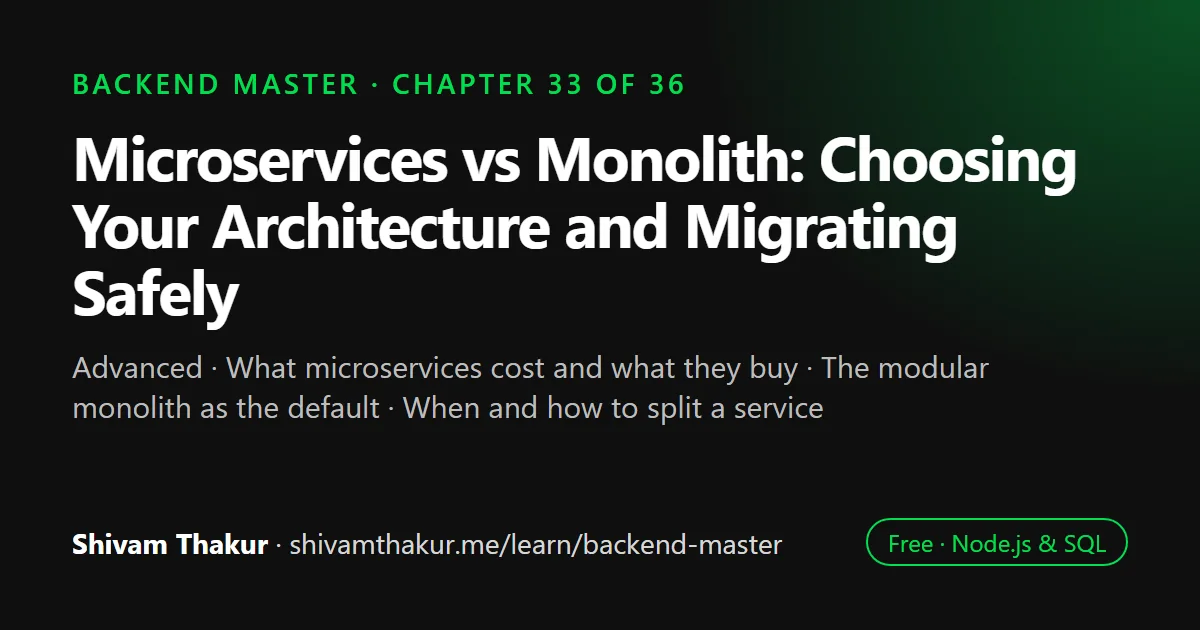 BACKEND MASTER · CHAPTER 33 OF 36
Microservices vs Monolith: Choosing
Your Architecture and Migrating
Safely
Advanced · What microservices cost and what they buy · The modular
monolith as the default · When and how to split a service
Shivam Thakur · shivamthakur.me/learn/backend-master
Free · Node.js & SQL